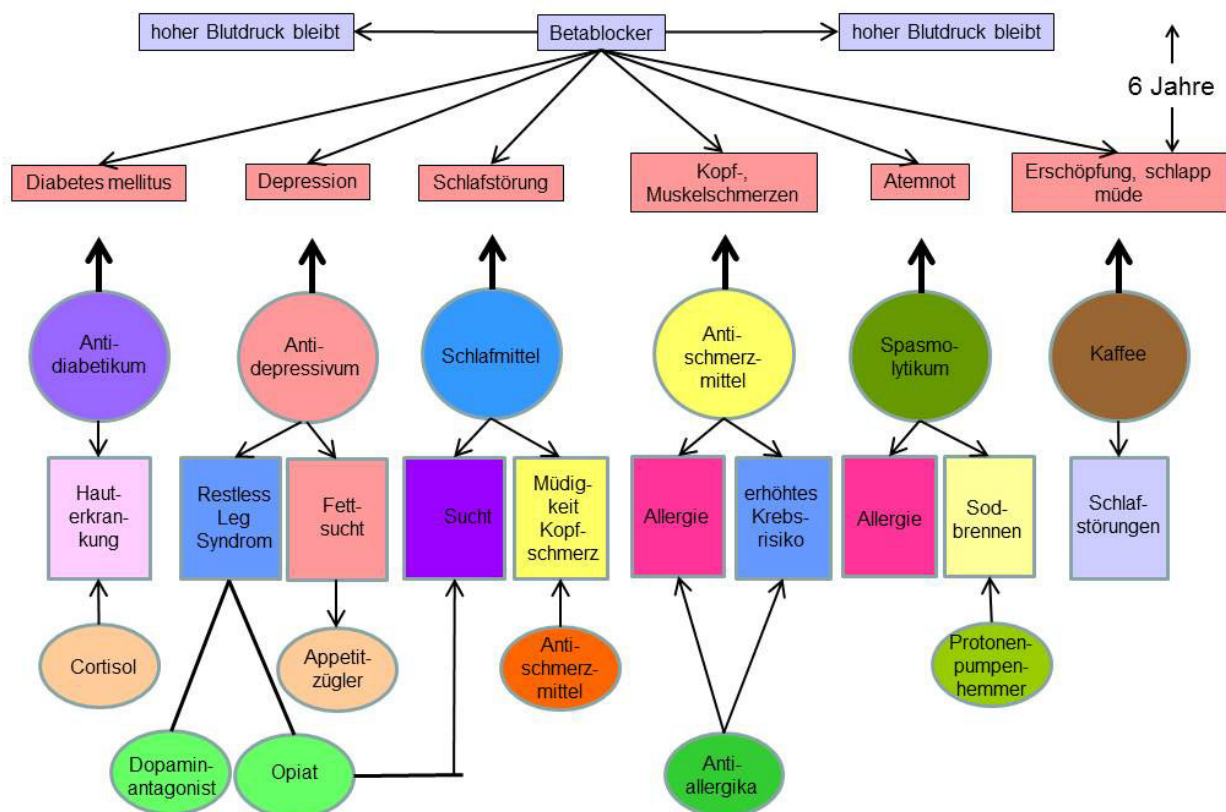 hoher Blutdruck bleibt
Betablocker
hoher Blutdruck bleibt
6 Jahre
Diabetes mellitus
Depression
Schlafstörung
Kopf-,
Muskelschmerzen
Atemnot
Erschöpfung, schlapp
müde
Anti-
diabetikum
Anti-
depressivum
Schlafmittel
Anti-
schmerz-
mittel
Spasmo-
lytikum
Kaffee
Haut-
erkran-
kung
Restless
Leg
Syndrom
Fett-
sucht
Sucht
Müdig-
keit
Kopf-
schmerz
Allergie
erhöhtes
Krebs-
risiko
Allergie
Sod-
brennen
Schlaf-
störungen
Cortisol
Appetit-
zügler
Anti-
schmerz-
mittel
Protonen-
pumpen-
hemmer
Dopamin-
antagonist
Opiat
Anti-
allergika